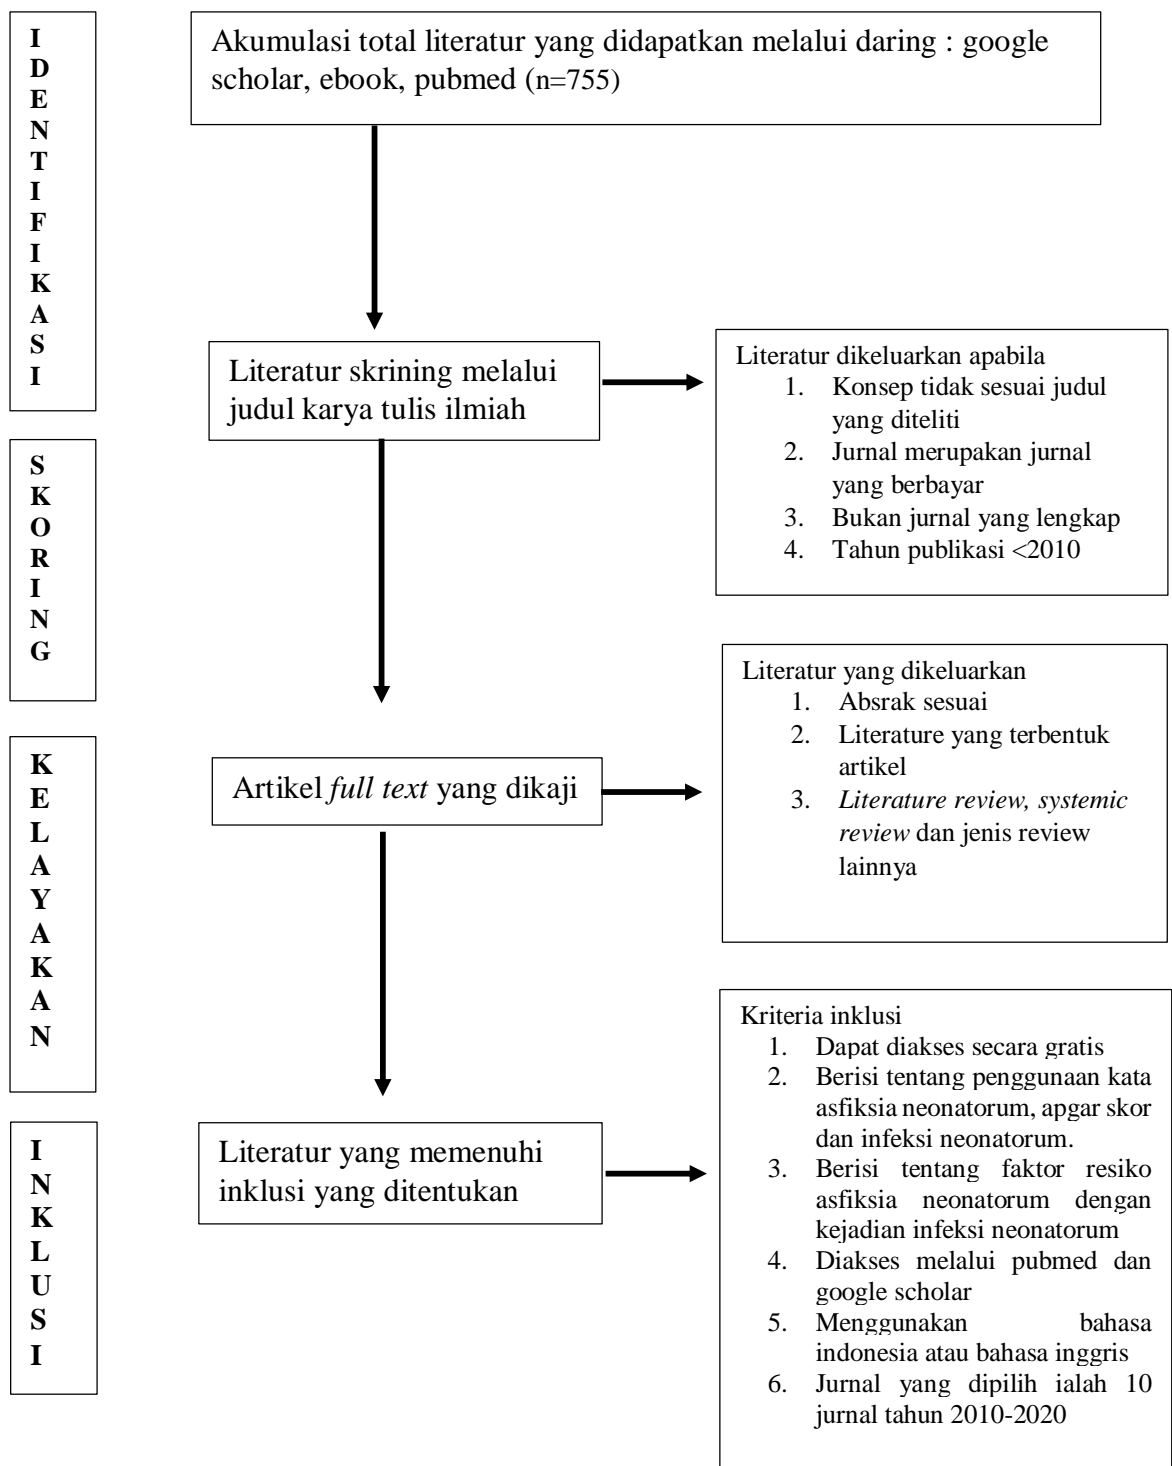 I
D
E
N
T
I
F
I
K
A
S
I
Akumulasi total literatur yang didapatkan melalui daring : google
scholar, ebook, pubmed (n=755)
Literatur skrining melalui
judul karya tulis ilmiah
Literatur dikeluarkan apabila
1. Konsep tidak sesuai judul
yang diteliti
2. Jurnal merupakan jurnal
yang berbayar
3. Bukan jurnal yang lengkap
4. Tahun publikasi <2010
S
K
O
R
I
N
G
Literatur yang dikeluarkan
1. Absrak sesuai
2. Literature yang terbentuk
artikel
3. Literature review, systemic
review dan jenis review
lainnya
K
E
L
A
Y
A
K
A
N
Artikel full text yang dikaji
Kriteria inklusi
1. Dapat diakses secara gratis
2. Berisi tentang penggunaan kata
asfiksia neonatorum, apgar skor
dan infeksi neonatorum.
3. Berisi tentang faktor resiko
asfiksia neonatorum dengan
kejadian infeksi neonatorum
4. Diakses melalui pubmed dan
google scholar
5. Menggunakan bahasa
indonesia atau bahasa inggris
6. Jurnal yang dipilih ialah 10
jurnal tahun 2010-2020
I
N
K
L
U
S
I
Literatur yang memenuhi
inklusi yang ditentukan